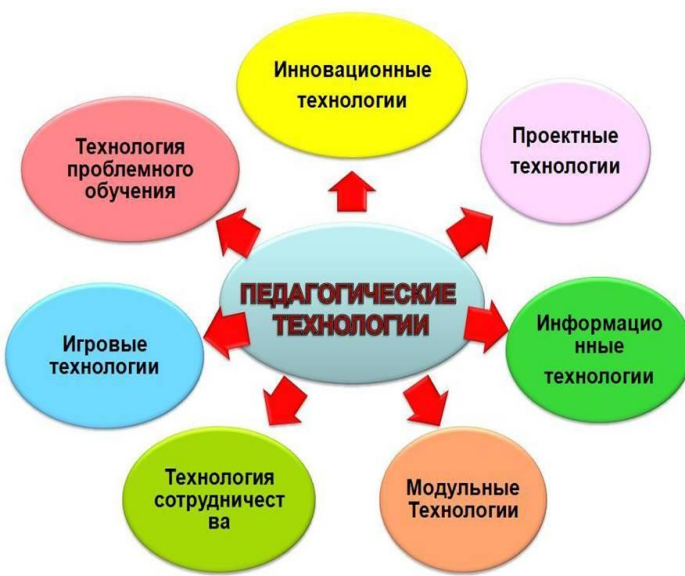 Инновационные
технологии
Технология
проблемного
обучения
Проектные
технологии
ПЕДАГОГИЧЕСКИЕ
ТЕХНОЛОГИИ
Игровые
технологии
Информацио
нные
технологии
Технология
сотрудничест
ва
Модульные
Технологии